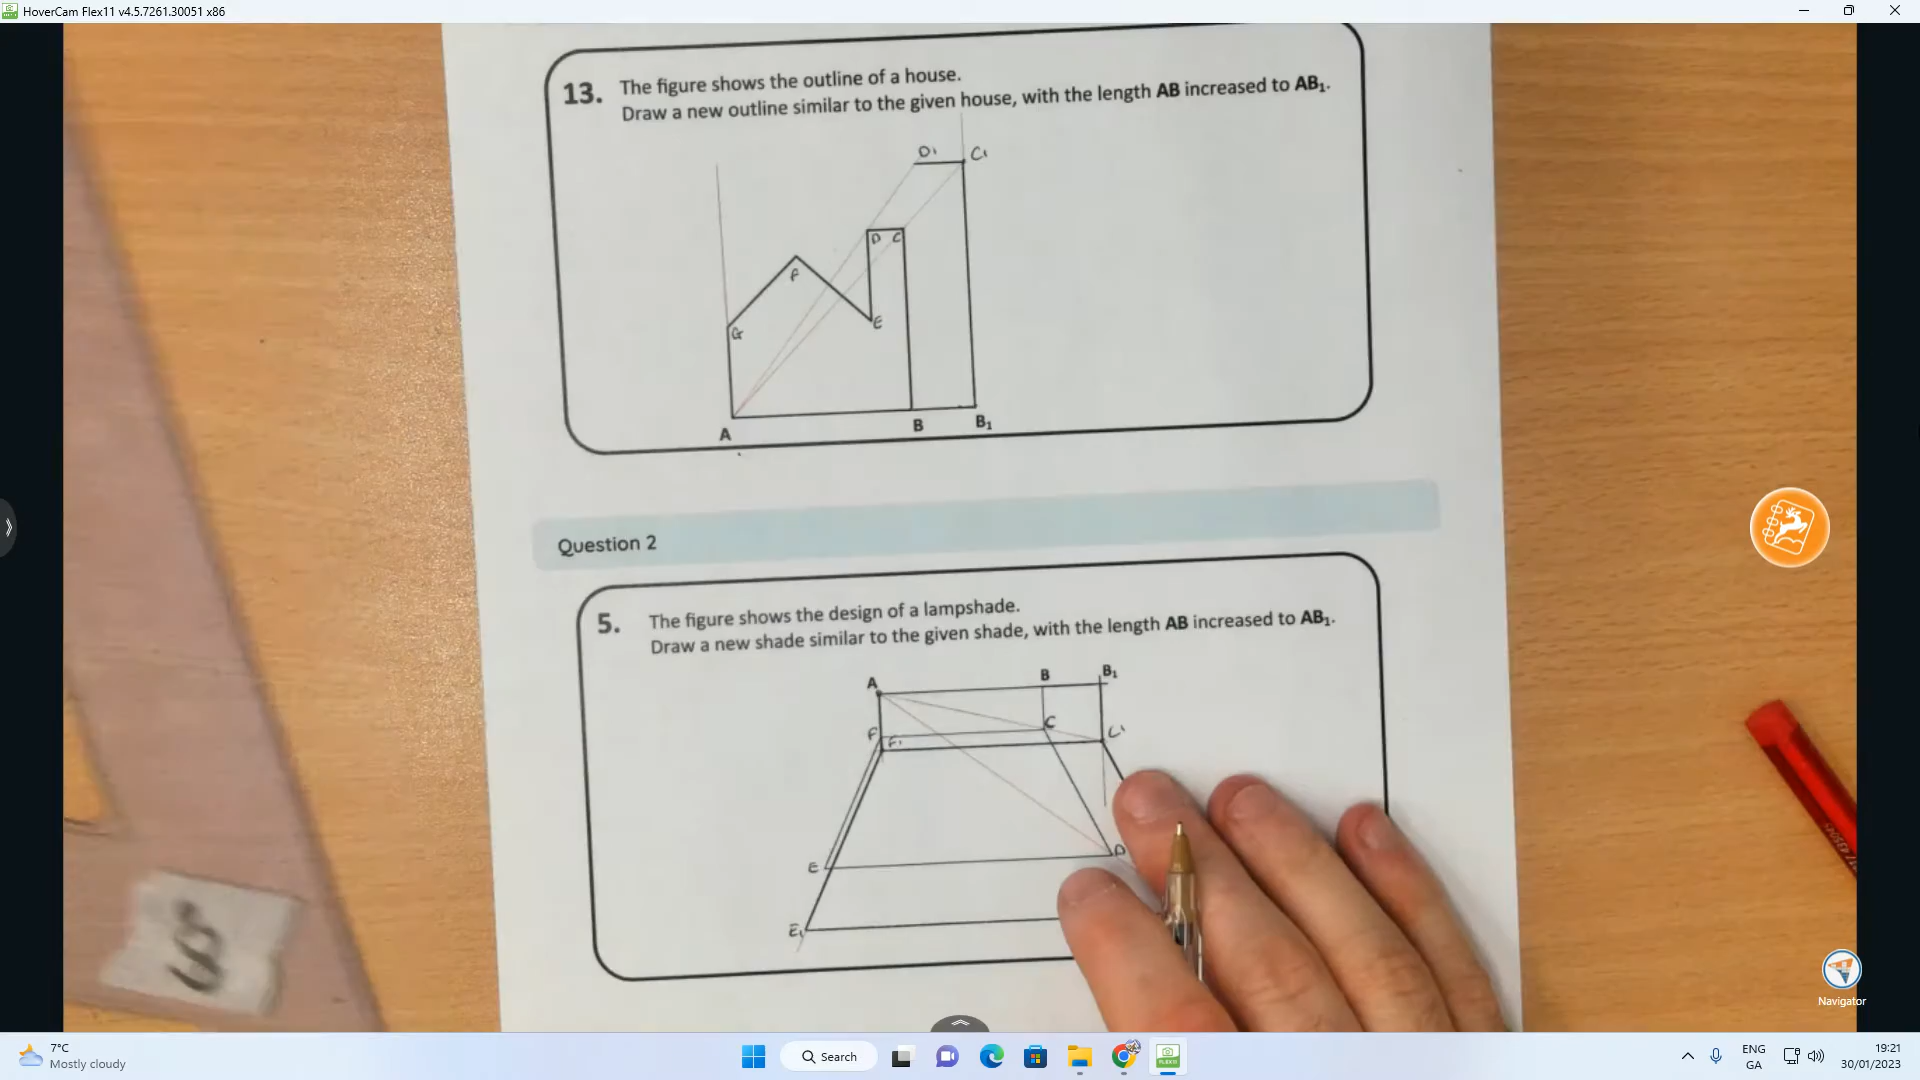 HoverCam Flex11 v4.5.7261.30051 x86
13. The figure shows the outline of a house.
Draw a new outline similar to the given house, with the length AB increased to AB₁.
D₁ C₁
D C
F
G E
A B B₁
Question 2
5. The figure shows the design of a lampshade.
Draw a new shade similar to the given shade, with the length AB increased to AB₁.
A B B₁
C
F F₁ C₁
E D
E₁
Navigator
7°C
Mostly cloudy
Search
FLEX11
ENG
GA
19:21
30/01/2023